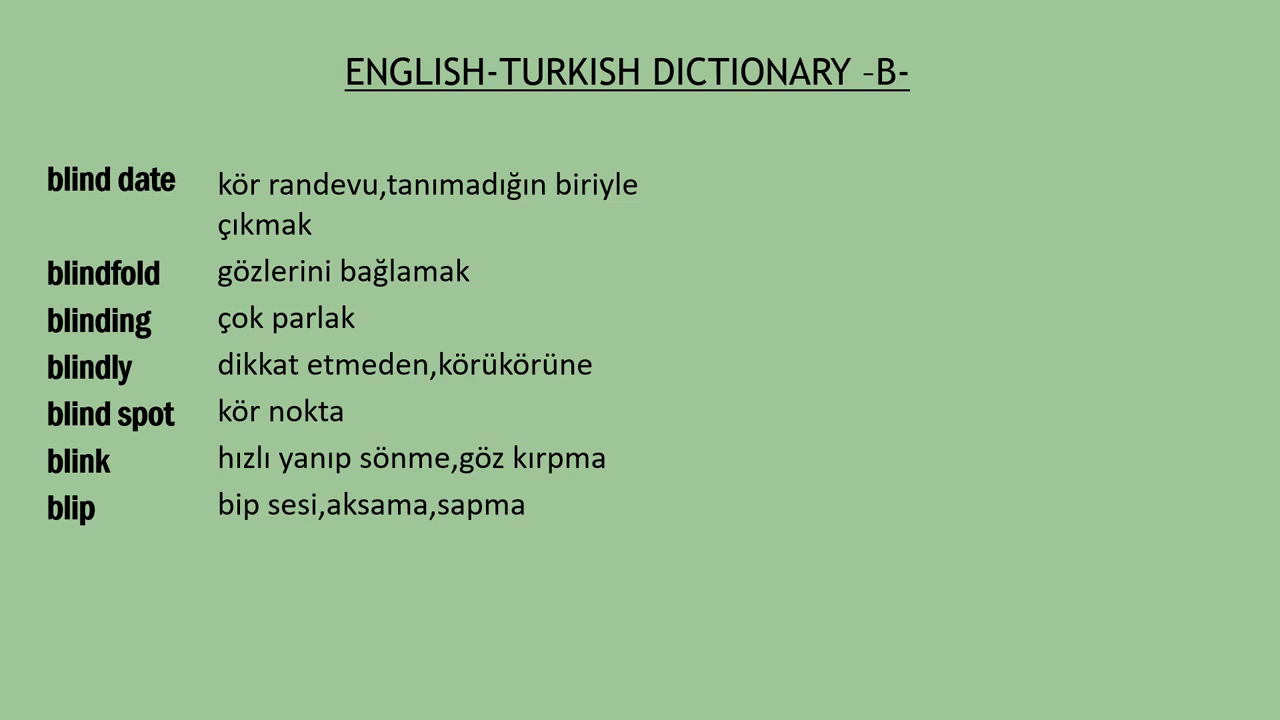 ENGLISH-TURKISH DICTIONARY –B-
blind date kör randevu,tanımadığın biriyle
çıkmak
blindfold gözlerini bağlamak
blinding çok parlak
blindly dikkat etmeden,körükörüne
blind spot kör nokta
blink hızlı yanıp sönme,göz kırpma
blip bip sesi,aksama,sapma